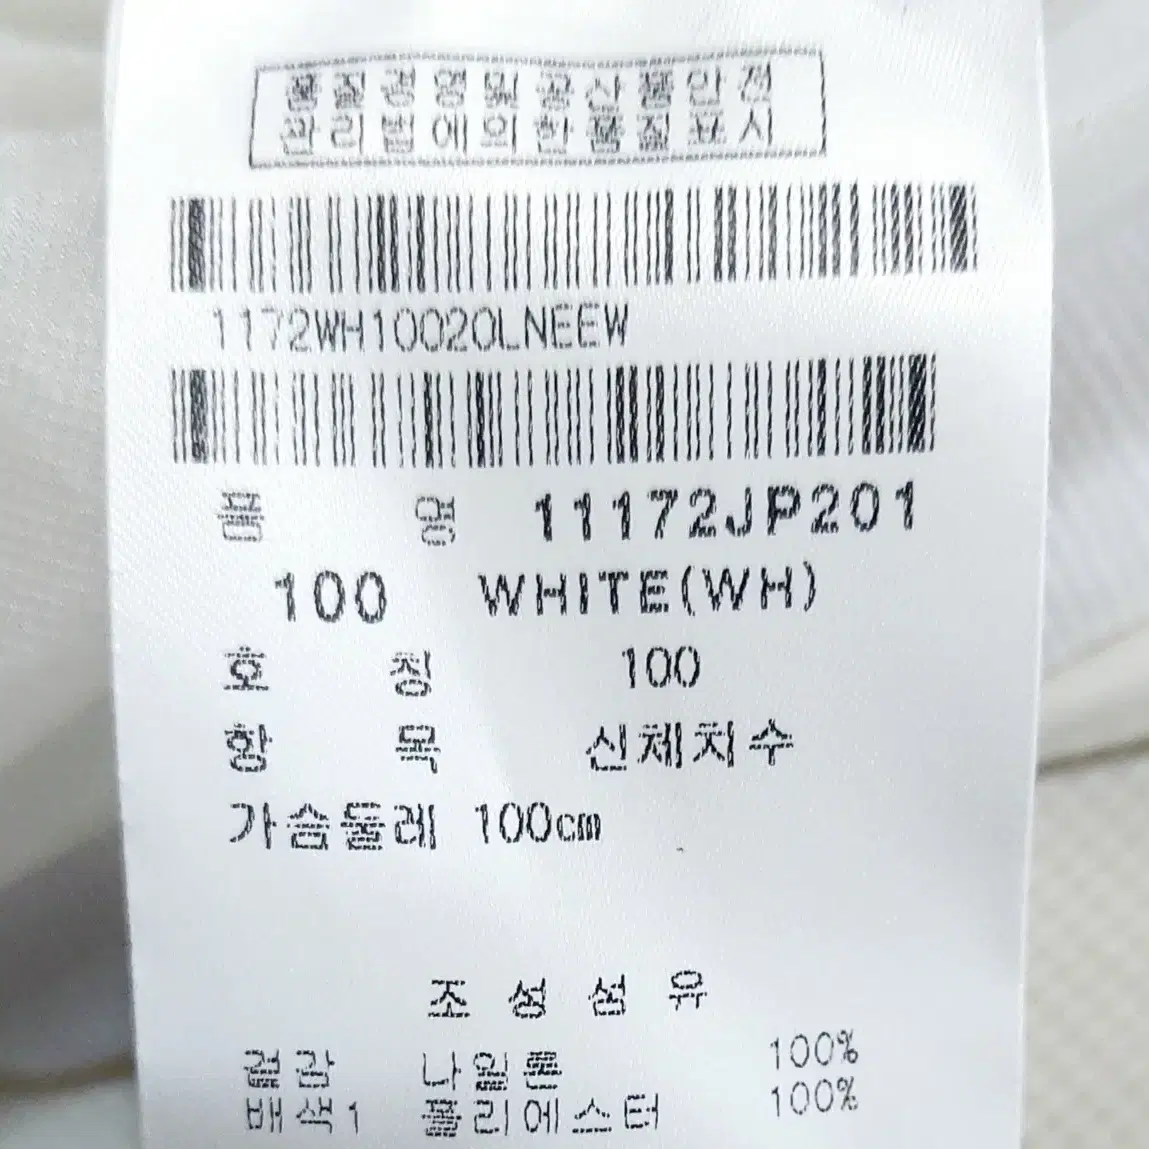 품질경영및공산품안전
관리법에의한품질표시
1172WH10020LNEEW
품 명 11172JP201
100 WHITE(WH)
호 칭 100
항 목 신체치수
가슴둘레 100cm
조성섬유
겉감 나일론 100%
배색1 폴리에스터 100%